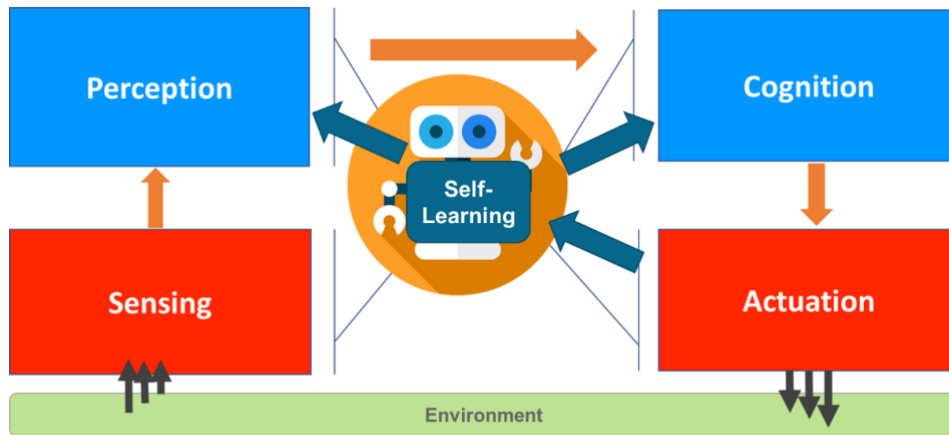 Perception
Cognition
Self-
Learning
Sensing
Actuation
Environment